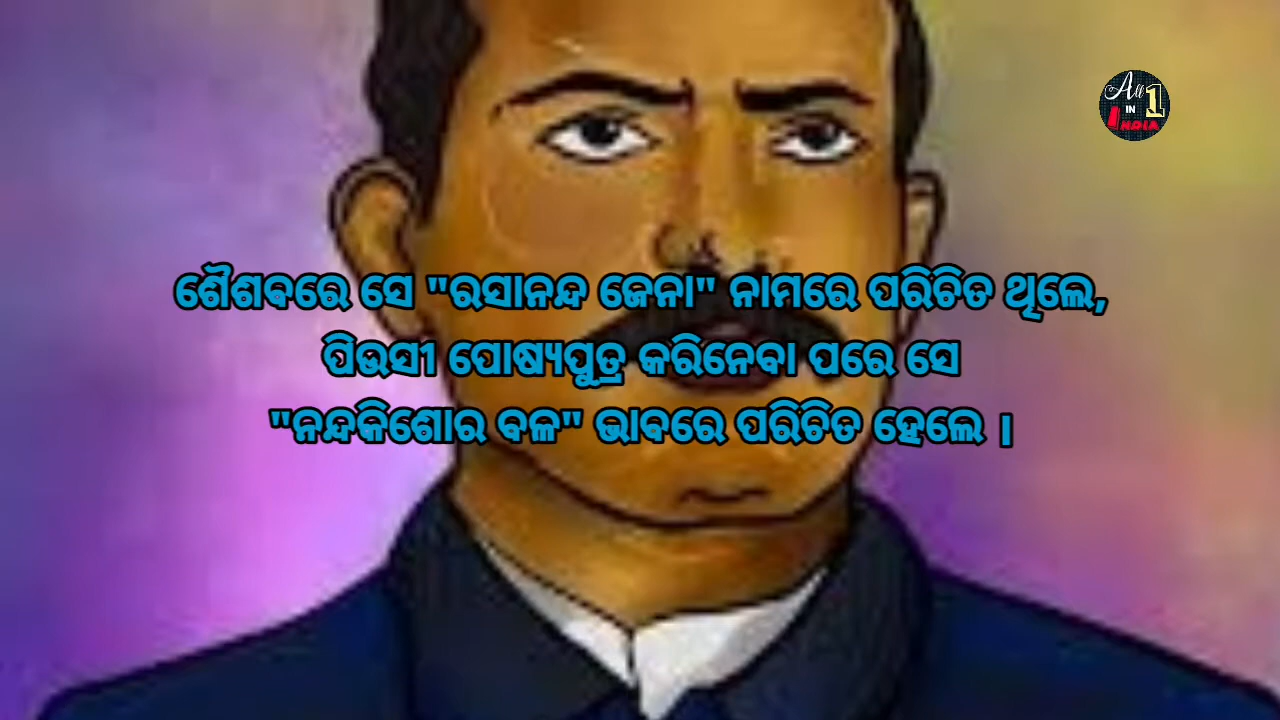 All
IN 1
INDIA
ଶୈଶବରେ ସେ "ରସାନନ୍ଦ ଜେନା" ନାମରେ ପରିଚିତ ଥିଲେ,
ପିଉସୀ ପୋଷ୍ୟପୁତ୍ର କରିନେବା ପରେ ସେ
"ନନ୍ଦକିଶୋର ବଳ" ଭାବରେ ପରିଚିତ ହେଲେ ।